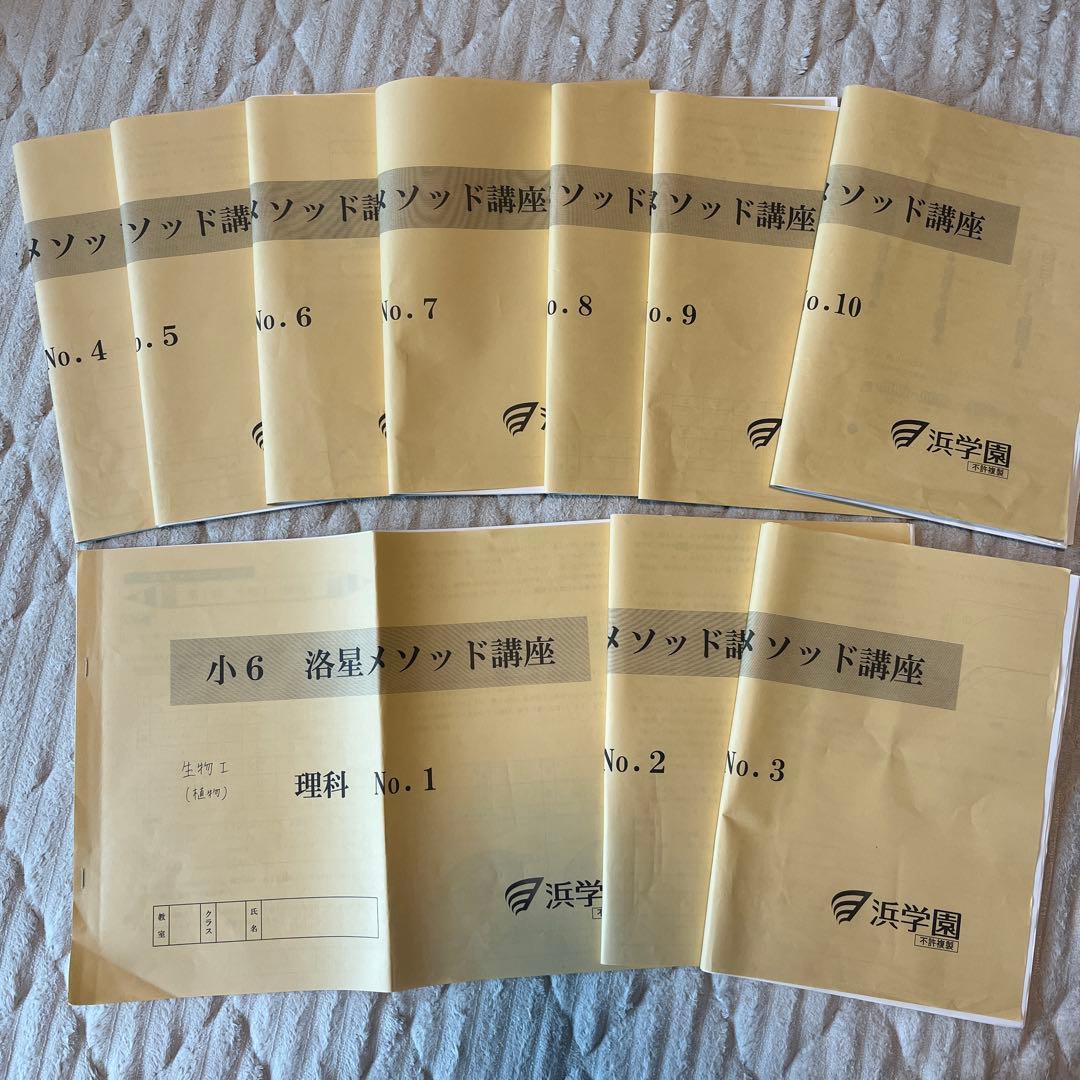 メソッ
No. 4
ソッド講
o. 5
メソッド講
No. 6
メソッド講座
No. 7
ソッド
o. 8
メソッド講座
No. 9
ソッド講座
No. 10
浜学園
不許複製
小6 洛星メソッド講座
生物I
(植物)
理科 No. 1
教室
クラス
氏名
浜学園
不
メソッド講
No. 2
メソッド講座
No. 3
浜学園
不許複製